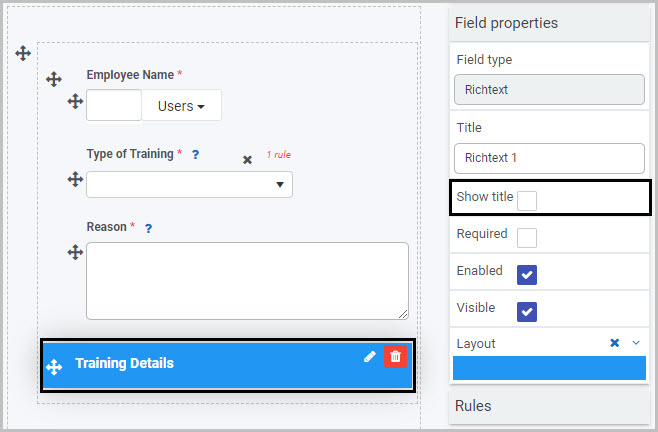 Employee Name *
Users
Type of Training * ? 1 rule
Reason * ?
Training Details
Field properties
Field type
Richtext
Title
Richtext 1
Show title
Required
Enabled
Visible
Layout
Rules